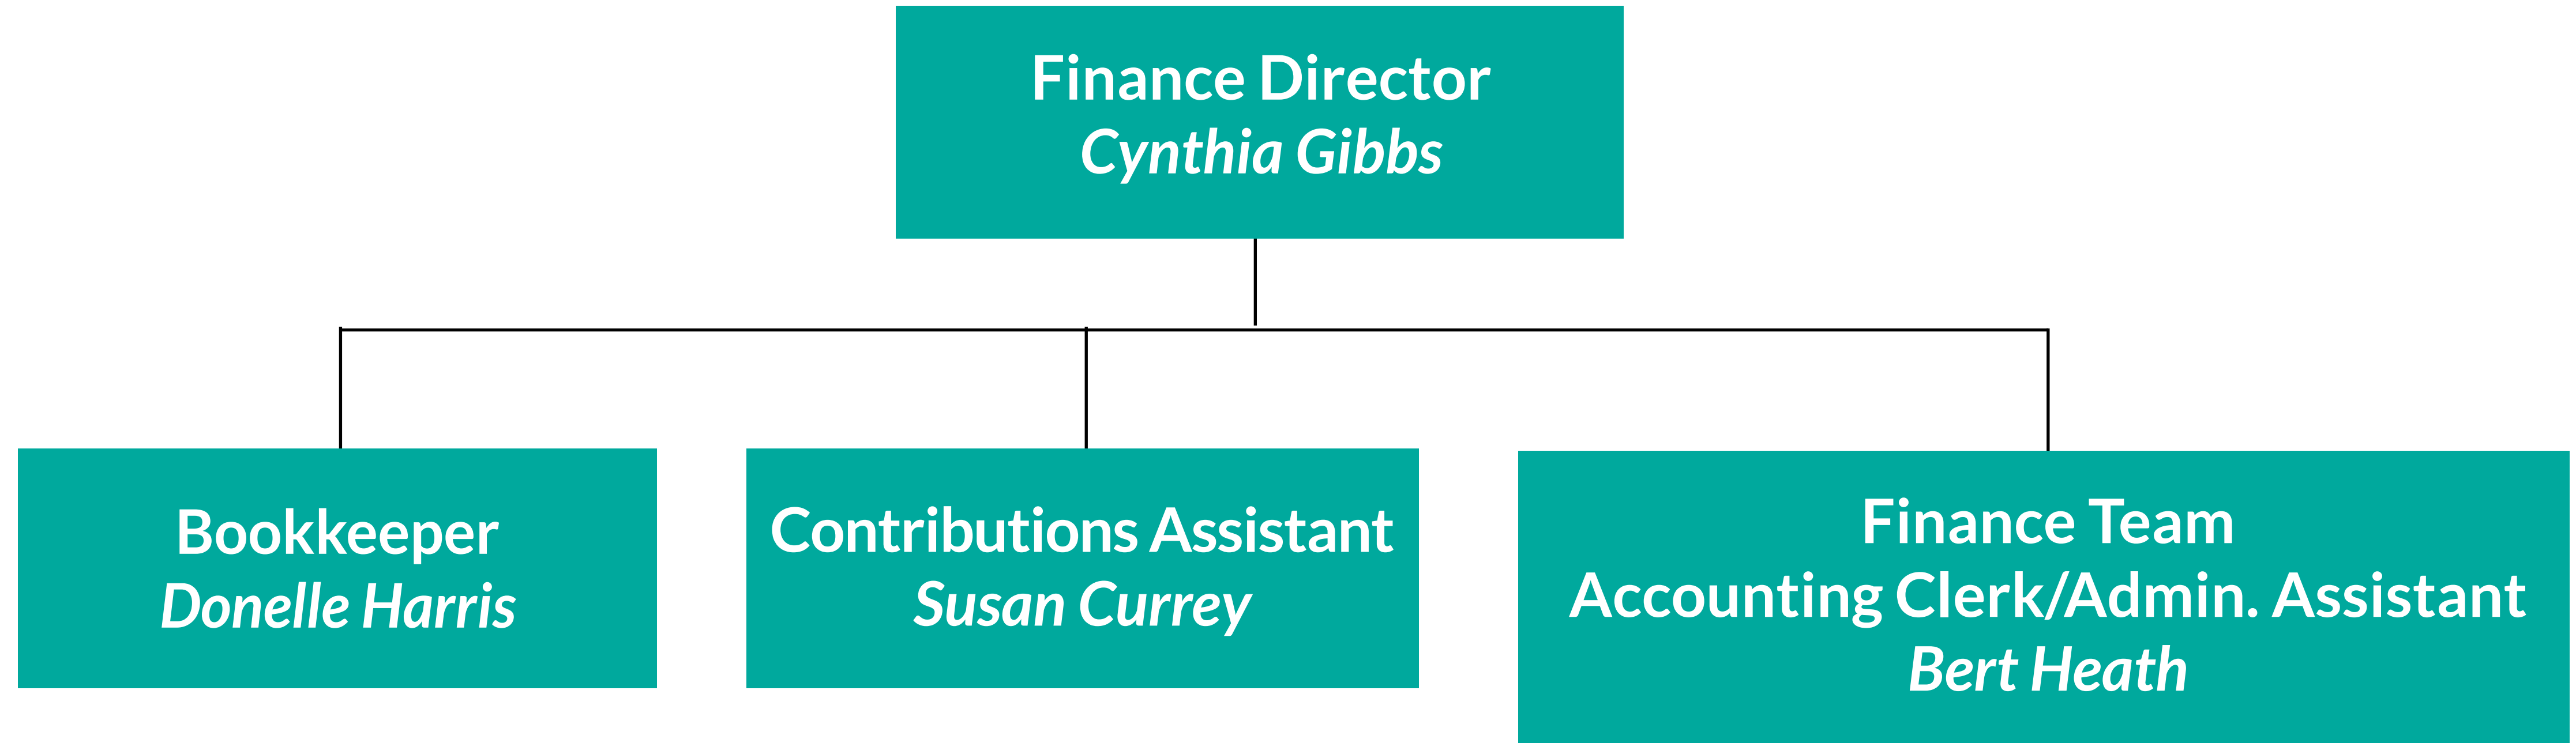 Finance Director
Cynthia Gibbs
Bookkeeper
Donelle Harris
Contributions Assistant
Susan Currey
Finance Team
Accounting Clerk/Admin. Assistant
Bert Heath